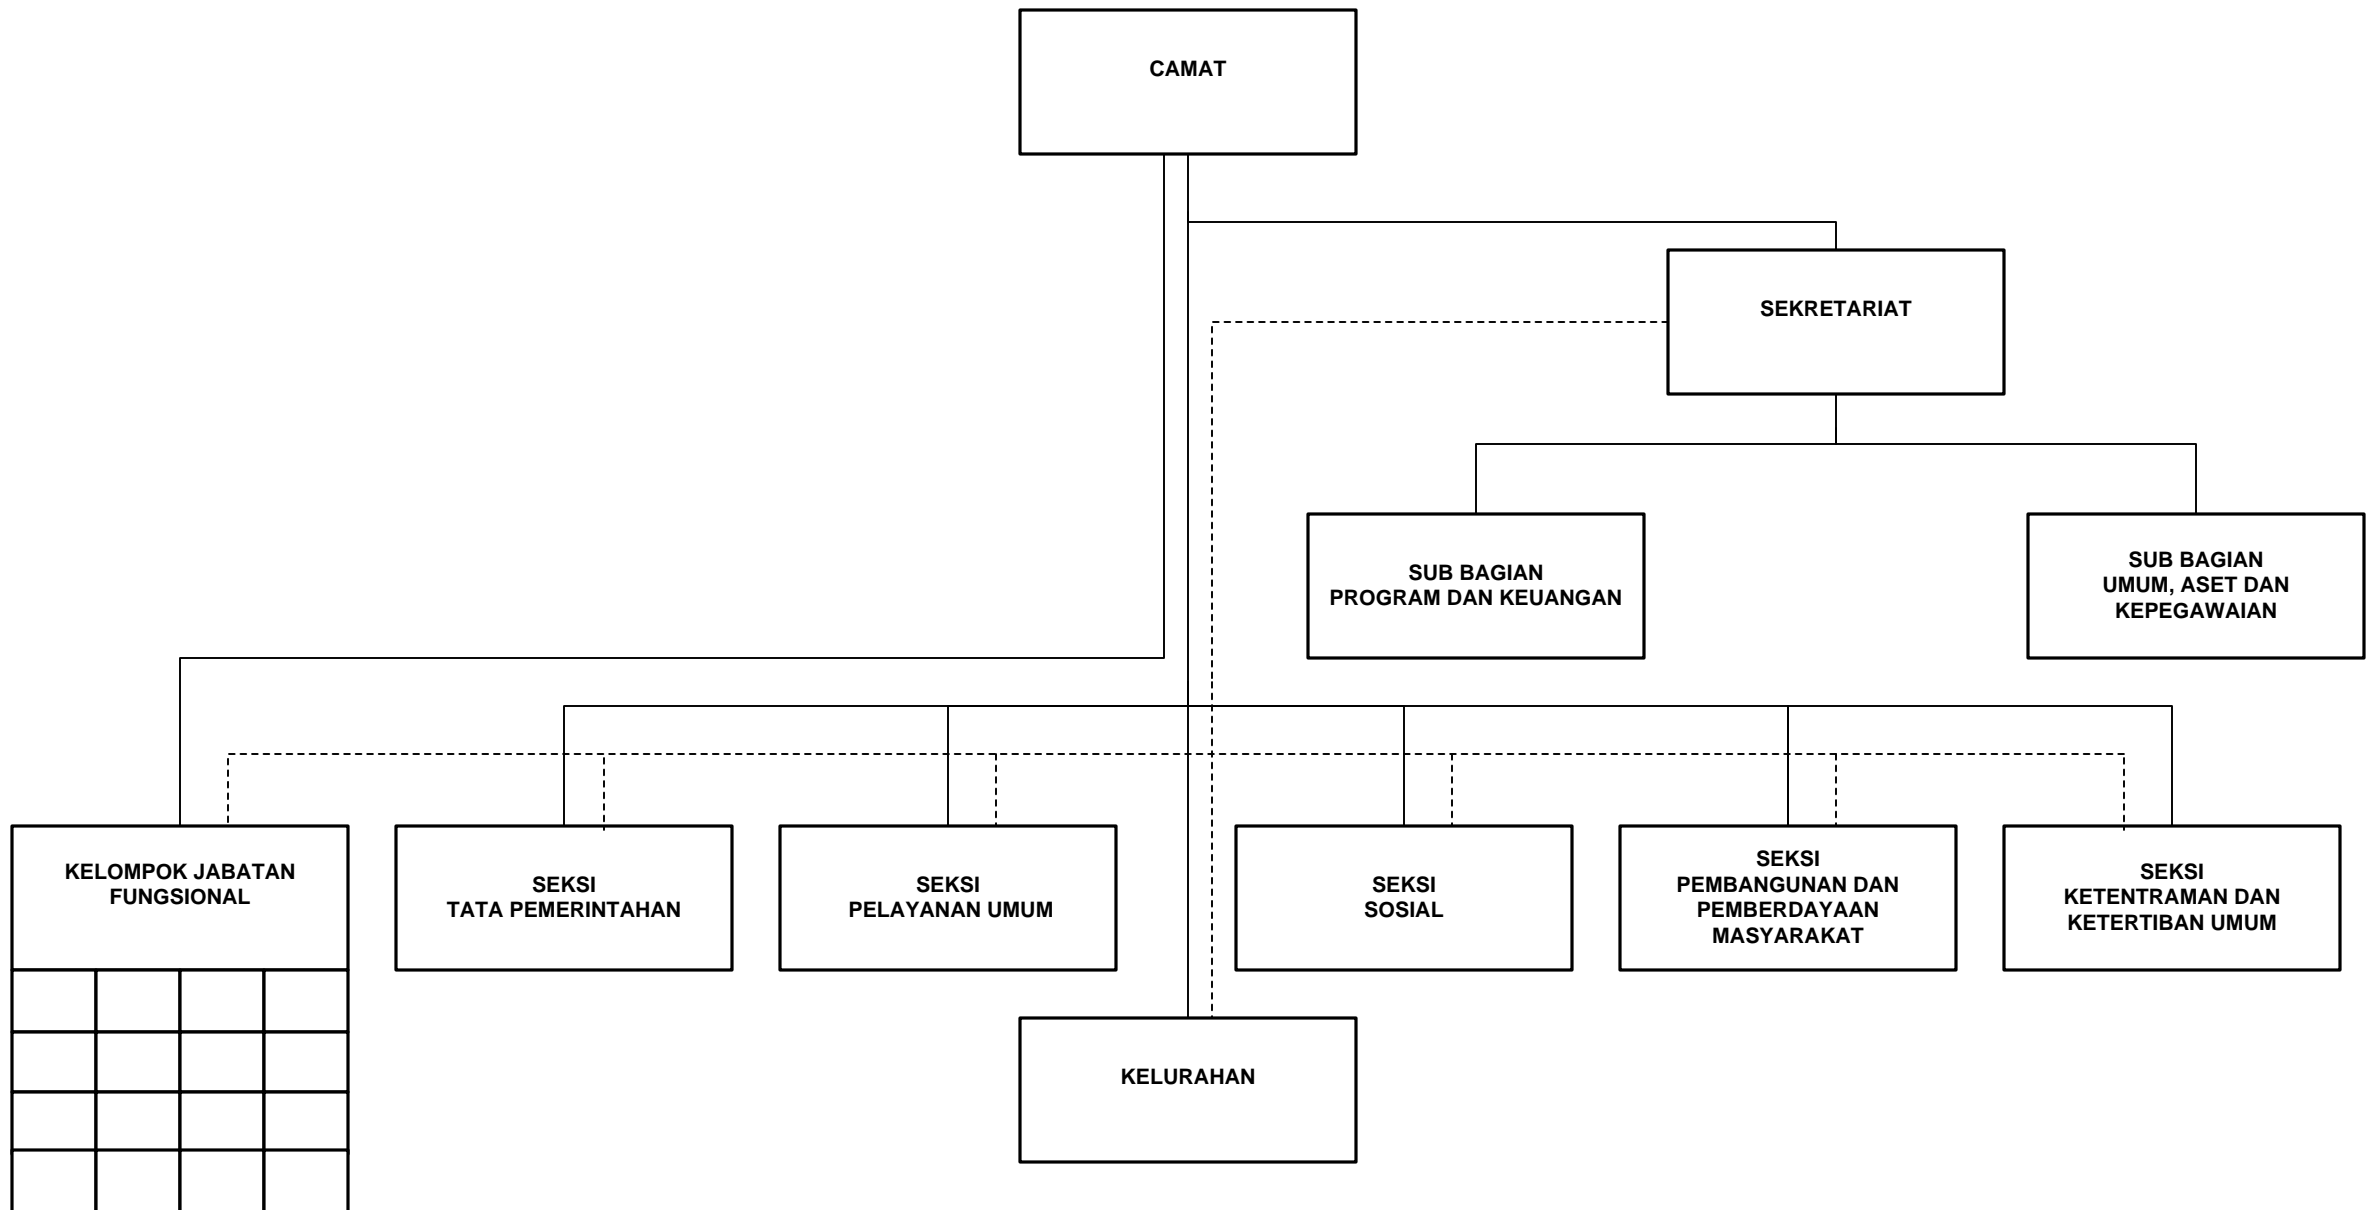 CAMAT
SEKRETARIAT
SUB BAGIAN
PROGRAM DAN KEUANGAN
SUB BAGIAN
UMUM, ASET DAN
KEPEGAWAIAN
KELOMPOK JABATAN
FUNGSIONAL
SEKSI
TATA PEMERINTAHAN
SEKSI
PELAYANAN UMUM
SEKSI
SOSIAL
SEKSI
PEMBANGUNAN DAN
PEMBERDAYAAN
MASYARAKAT
SEKSI
KETENTRAMAN DAN
KETERTIBAN UMUM
KELURAHAN